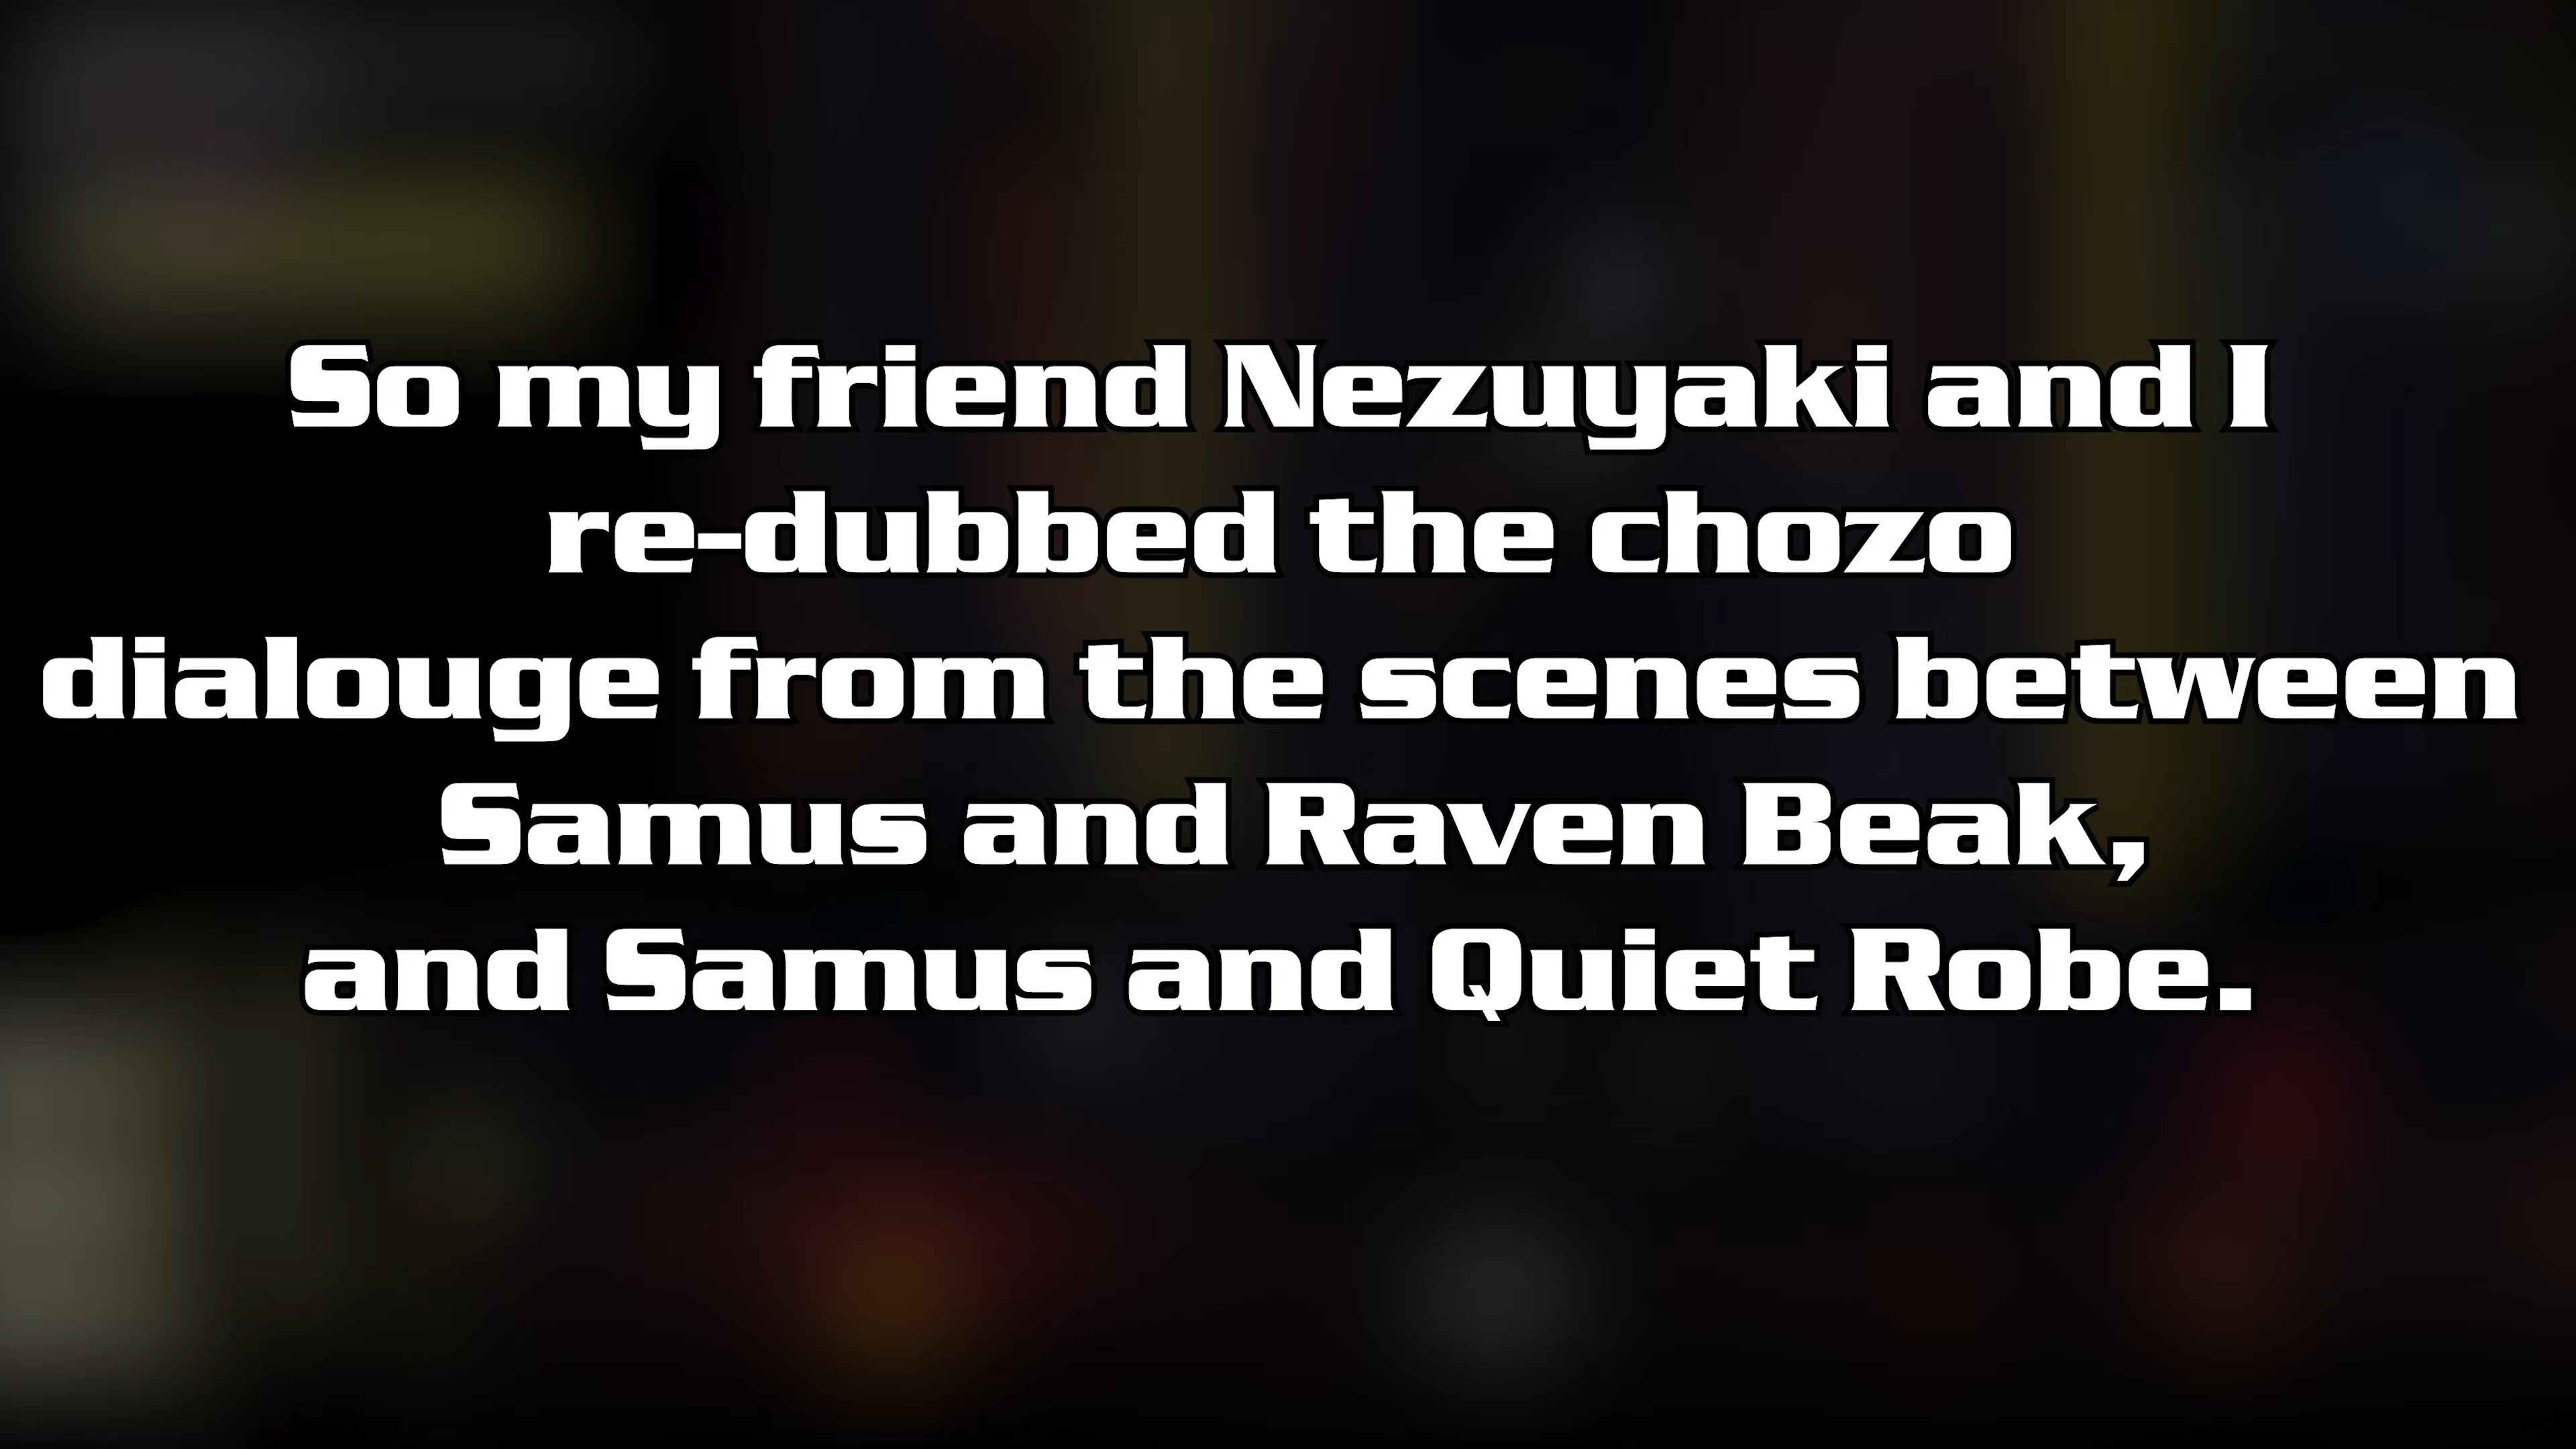 So my friend Nezuyaki and I
re-dubbed the chozo
dialouge from the scenes between
Samus and Raven Beak,
and Samus and Quiet Robe.